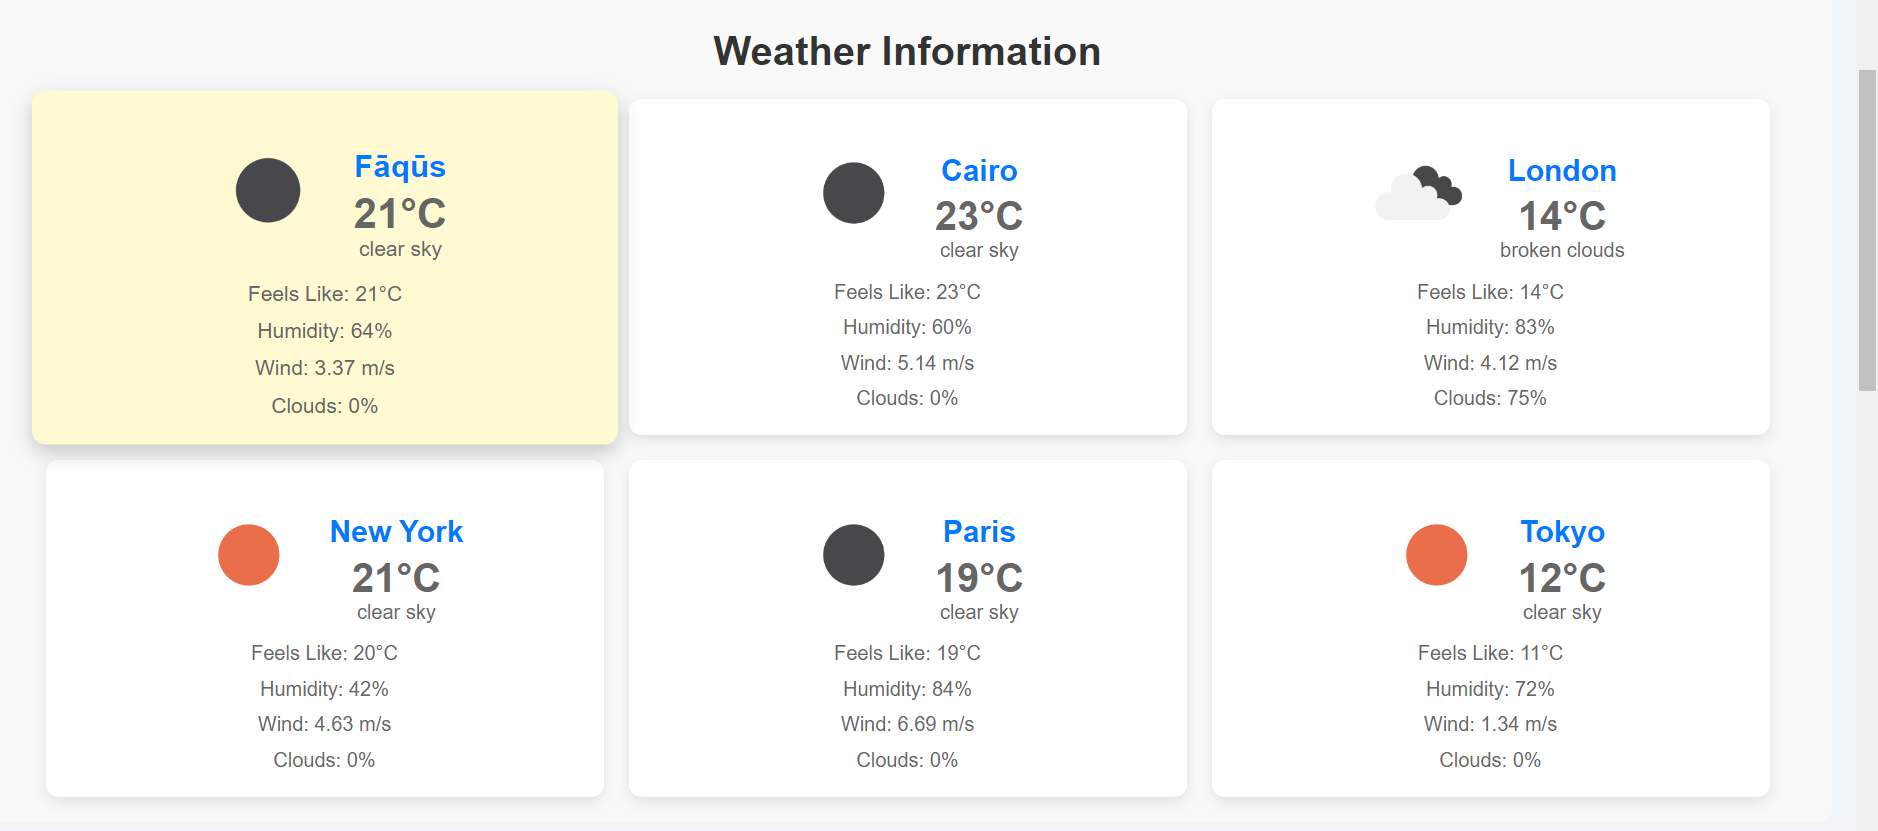 Weather Information
Fāqūs
21°C
clear sky
Feels Like: 21°C
Humidity: 64%
Wind: 3.37 m/s
Clouds: 0%
Cairo
23°C
clear sky
Feels Like: 23°C
Humidity: 60%
Wind: 5.14 m/s
Clouds: 0%
London
14°C
broken clouds
Feels Like: 14°C
Humidity: 83%
Wind: 4.12 m/s
Clouds: 75%
New York
21°C
clear sky
Feels Like: 20°C
Humidity: 42%
Wind: 4.63 m/s
Clouds: 0%
Paris
19°C
clear sky
Feels Like: 19°C
Humidity: 84%
Wind: 6.69 m/s
Clouds: 0%
Tokyo
12°C
clear sky
Feels Like: 11°C
Humidity: 72%
Wind: 1.34 m/s
Clouds: 0%